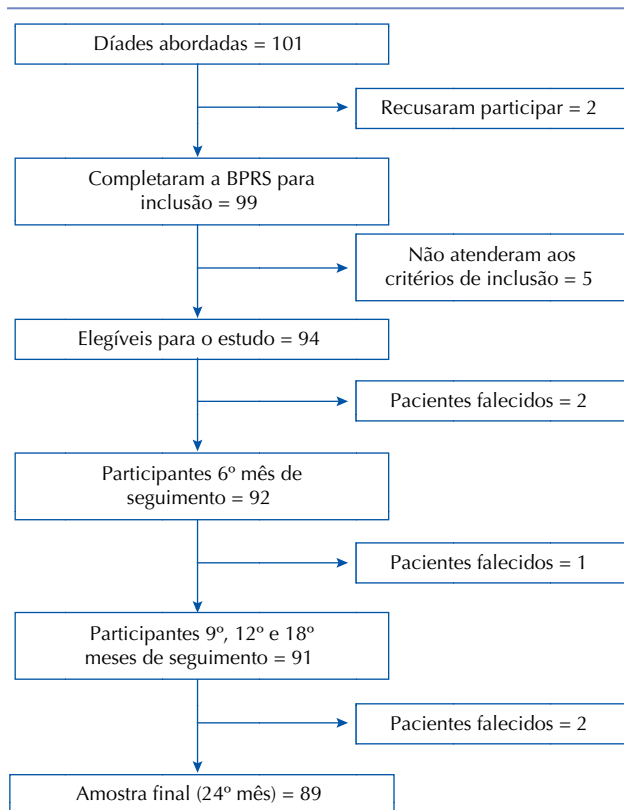 Díades abordadas = 101
Recusaram participar = 2
Completaram a BPRS para
inclusão = 99
Não atenderam aos
critérios de inclusão = 5
Elegíveis para o estudo = 94
Pacientes falecidos = 2
Participantes 6º mês de
seguimento = 92
Pacientes falecidos = 1
Participantes 9º, 12º e 18º
meses de seguimento = 91
Pacientes falecidos = 2
Amostra final (24º mês) = 89